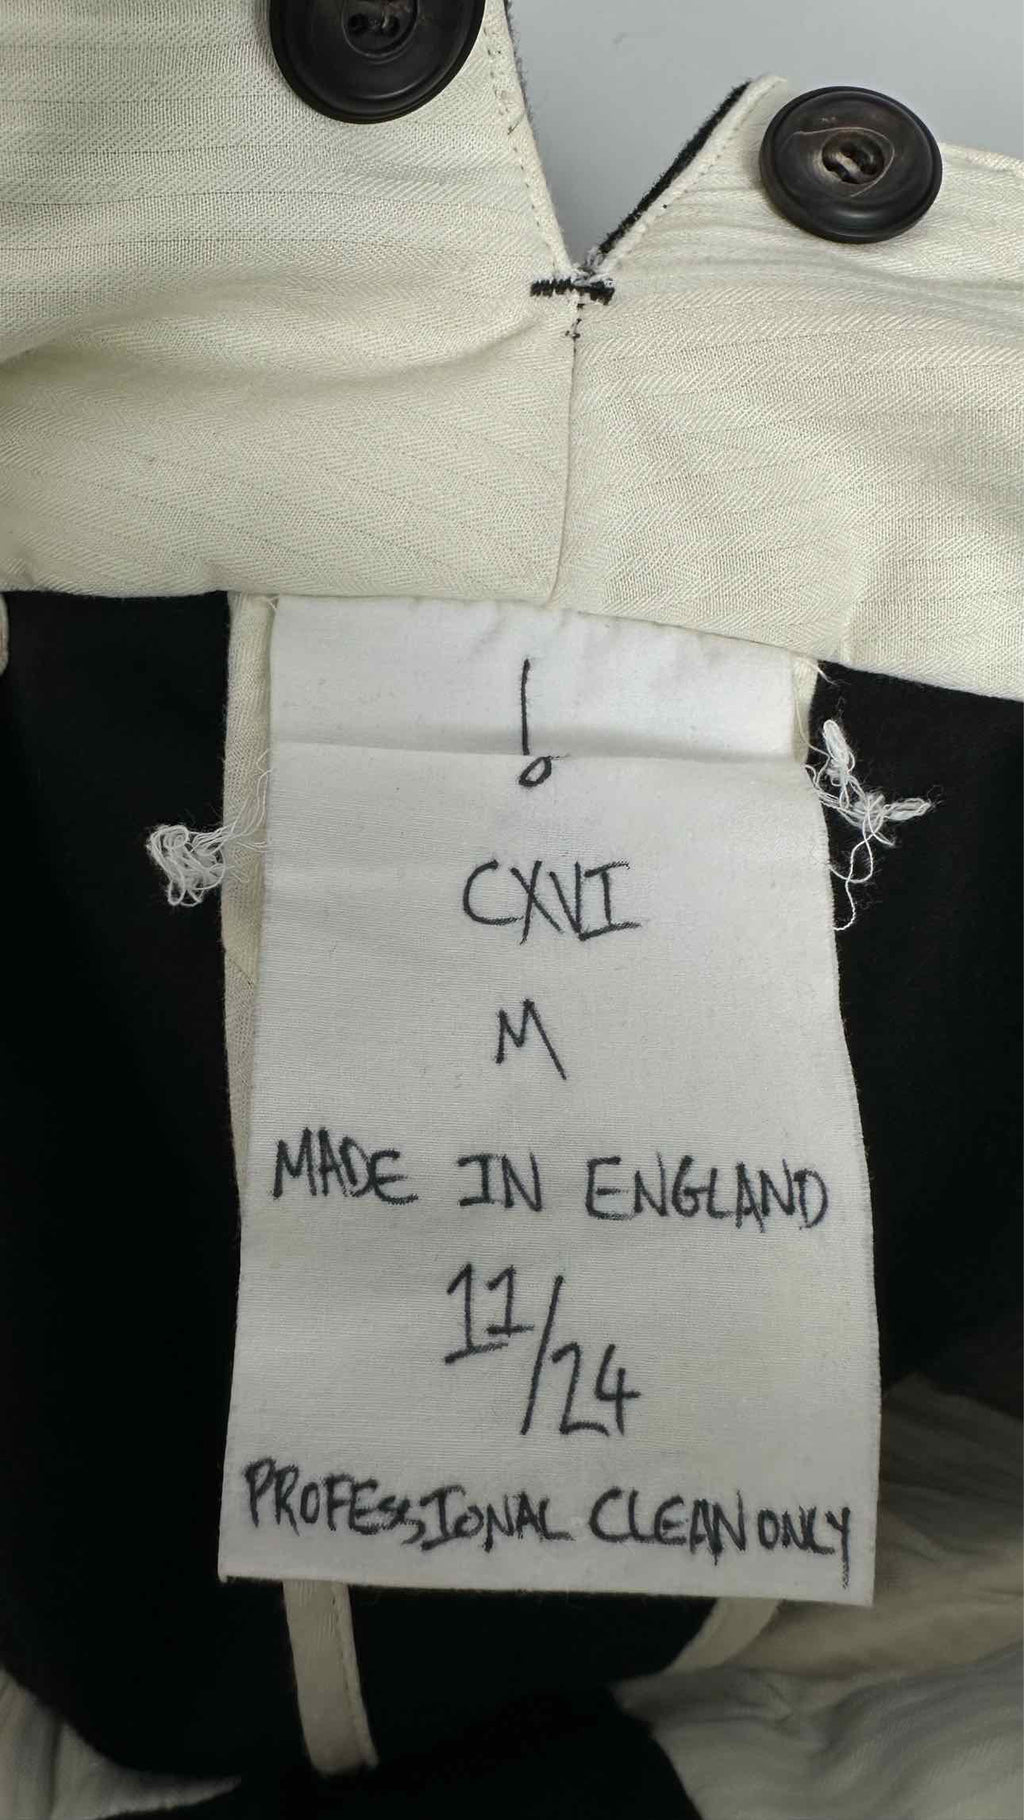 !
CXVI
M
MADE IN ENGLAND
11/24
PROFESSIONAL CLEAN ONLY